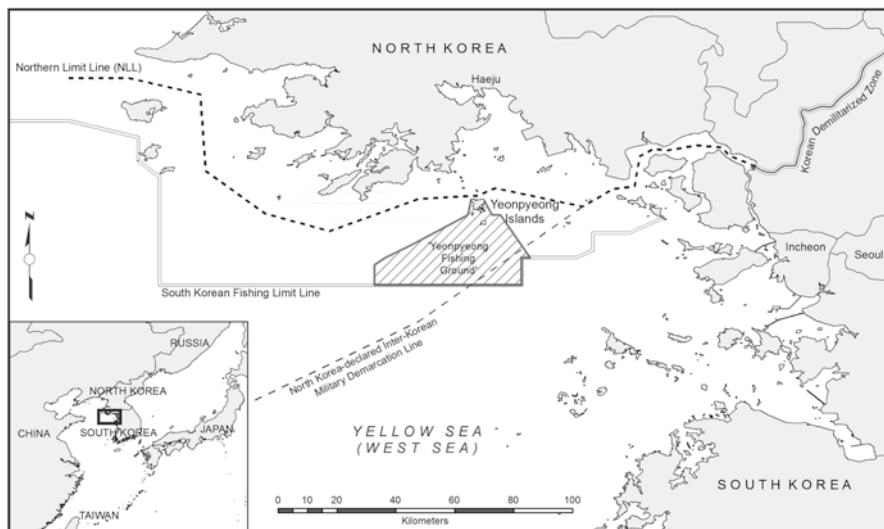 NORTH KOREA
Northern Limit Line (NLL)
Haeju
Korean Demilitarized Zone
Yeonpyeong
Islands
'Yeonpyeong
Fishing
Ground'
Incheon
Seoul
South Korean Fishing Limit Line
North Korea-declared Inter-Korean
Military Demarcation Line
N
RUSSIA
NORTH KOREA
CHINA
SOUTH KOREA
JAPAN
TAIWAN
YELLOW SEA
(WEST SEA)
SOUTH KOREA
0 10 20 40 60 80 100
Kilometers